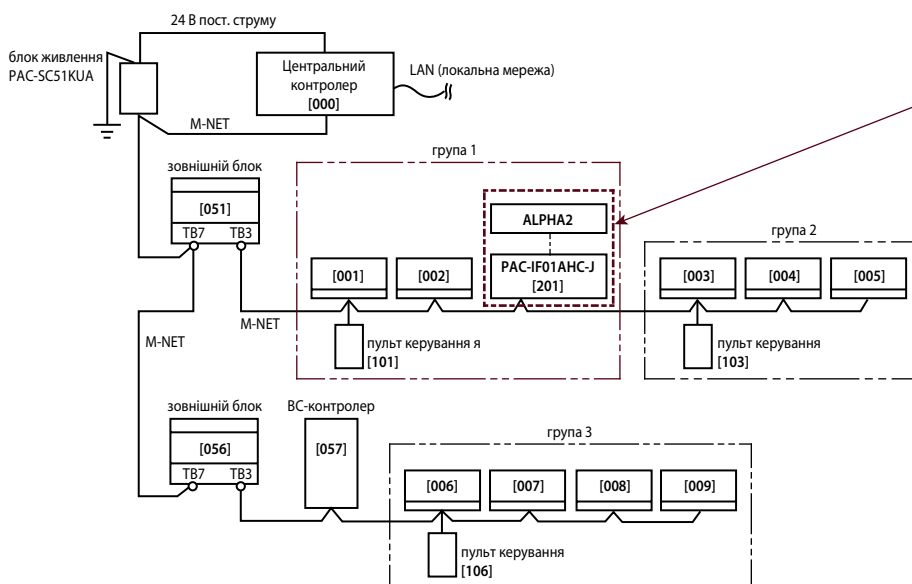 24 В пост. струму
блок живлення
PAC-SC51KUA
Центральний
контролер
[000]
LAN (локальна мережа)
M-NET
зовнішній блок
[051]
TB7 TB3
група 1
ALPHA2
PAC-IF01AHC-J
[201]
[001] [002]
група 2
[003] [004] [005]
M-NET
M-NET
пульт керування я
[101]
пульт керування
[103]
зовнішній блок
[056]
TB7 TB3
BC-контролер
[057]
група 3
[006] [007] [008] [009]
пульт керування
[106]